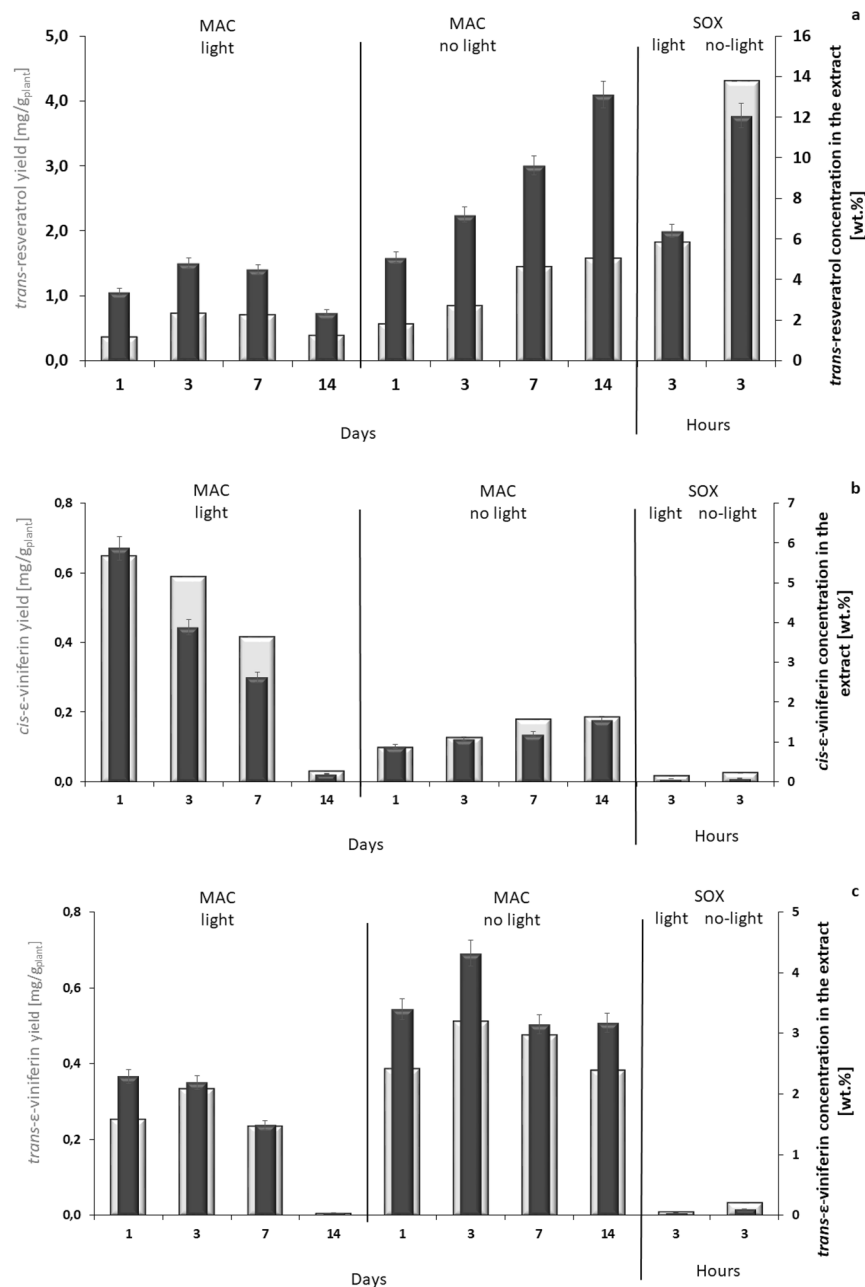 MAC MAC SOX a
light no light light no-light
5,0 16
4,0 14
3,0 12
2,0 10
1,0 8
0,0 6
4
2
0
trans-resveratrol yield [mg/gplant]
trans-resveratrol concentration in the extract
[wt.%]
1 3 7 14 1 3 7 14 3 3
Days Hours
MAC MAC SOX b
light no light light no-light
0,8 7
0,6 6
0,4 5
0,2 4
0,0 3
2
1
0
cis-ε-viniferin yield [mg/gplant]
cis-ε-viniferin concentration in the
extract [wt.%]
1 3 7 14 1 3 7 14 3 3
Days Hours
MAC MAC SOX c
light no light light no-light
0,8 5
0,6 4
0,4 3
0,2 2
0,0 1
0
trans-ε-viniferin yield [mg/gplant]
trans-ε-viniferin concentration in the extract
[wt.%]
1 3 7 14 1 3 7 14 3 3
Days Hours